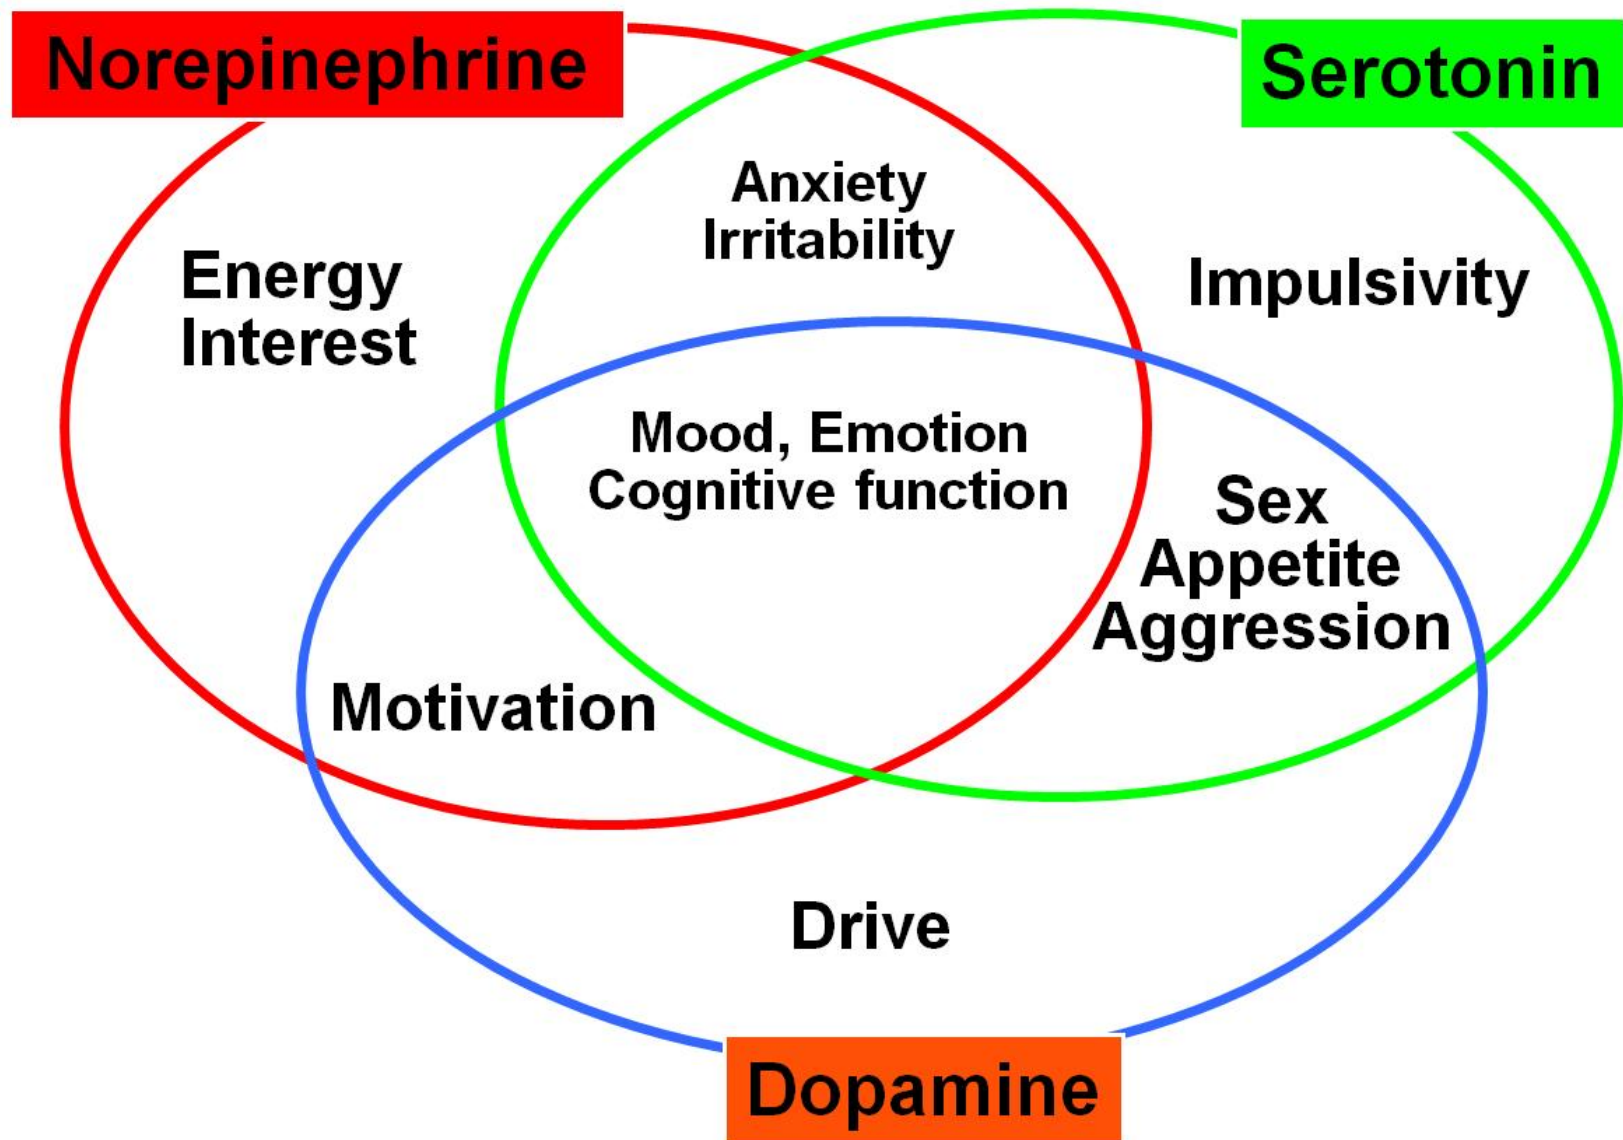 Norepinephrine
Serotonin
Anxiety
Irritability
Energy
Interest
Impulsivity
Mood, Emotion
Cognitive function
Sex
Appetite
Aggression
Motivation
Drive
Dopamine